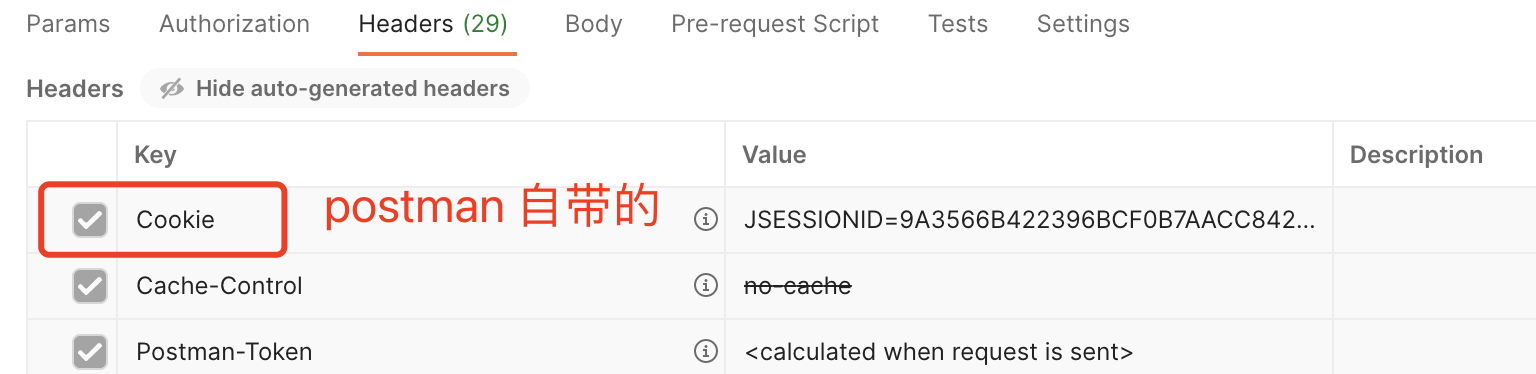 Params Authorization Headers (29) Body Pre-request Script Tests Settings
Headers Hide auto-generated headers
Key Value Description
Cookie postman 自带的 JSESSIONID=9A3566B422396BCF0B7AACC842...
Cache-Control no-cache
Postman-Token <calculated when request is sent>